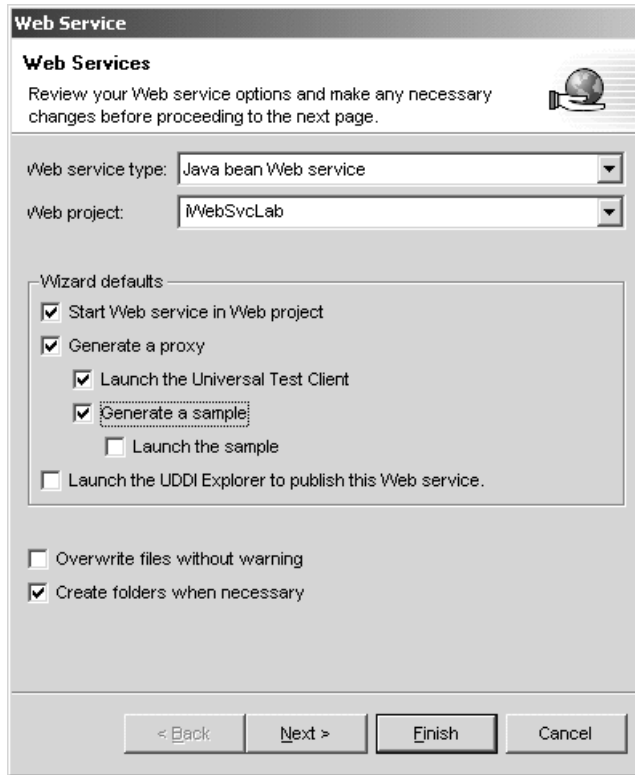 Web Service
Web Services
Review your Web service options and make any necessary
changes before proceeding to the next page.
Web service type: Java bean Web service
Web project: iWebSvcLab
Wizard defaults
Start Web service in Web project
Generate a proxy
Launch the Universal Test Client
Generate a sample
Launch the sample
Launch the UDDI Explorer to publish this Web service.
Overwrite files without warning
Create folders when necessary
< Back Next > Finish Cancel